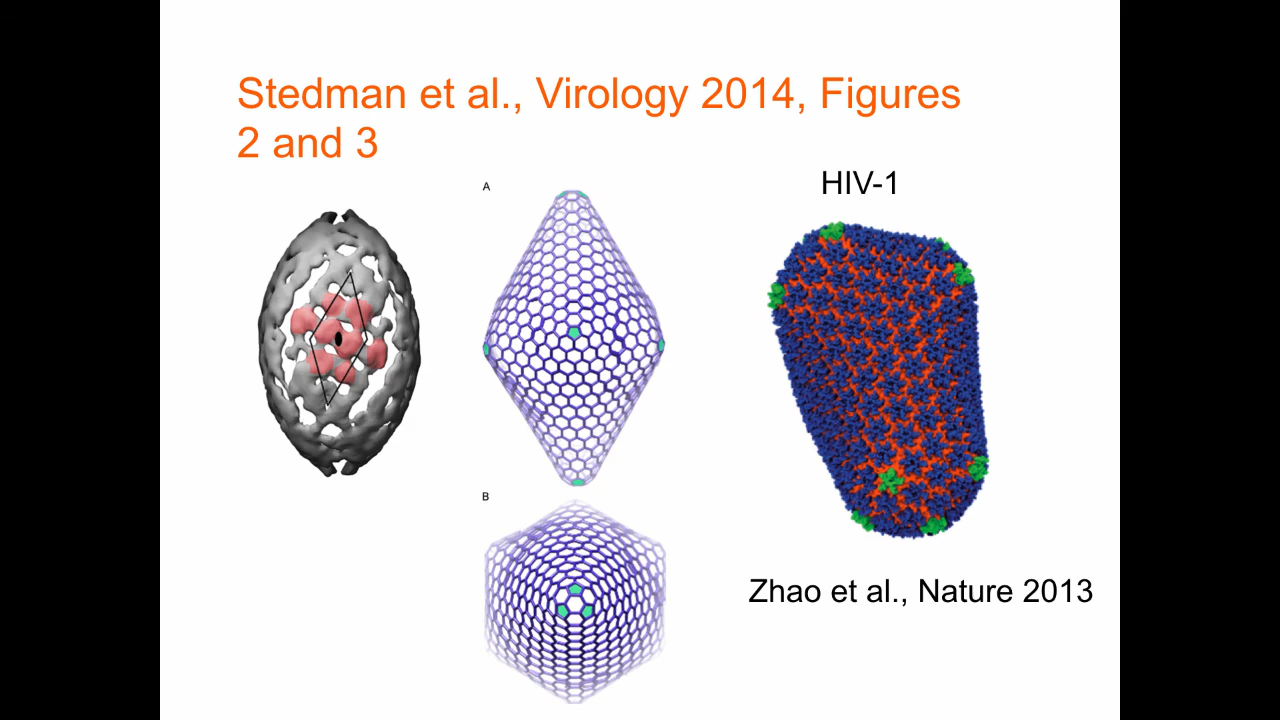 Stedman et al., Virology 2014, Figures
2 and 3
HIV-1
A
B
Zhao et al., Nature 2013